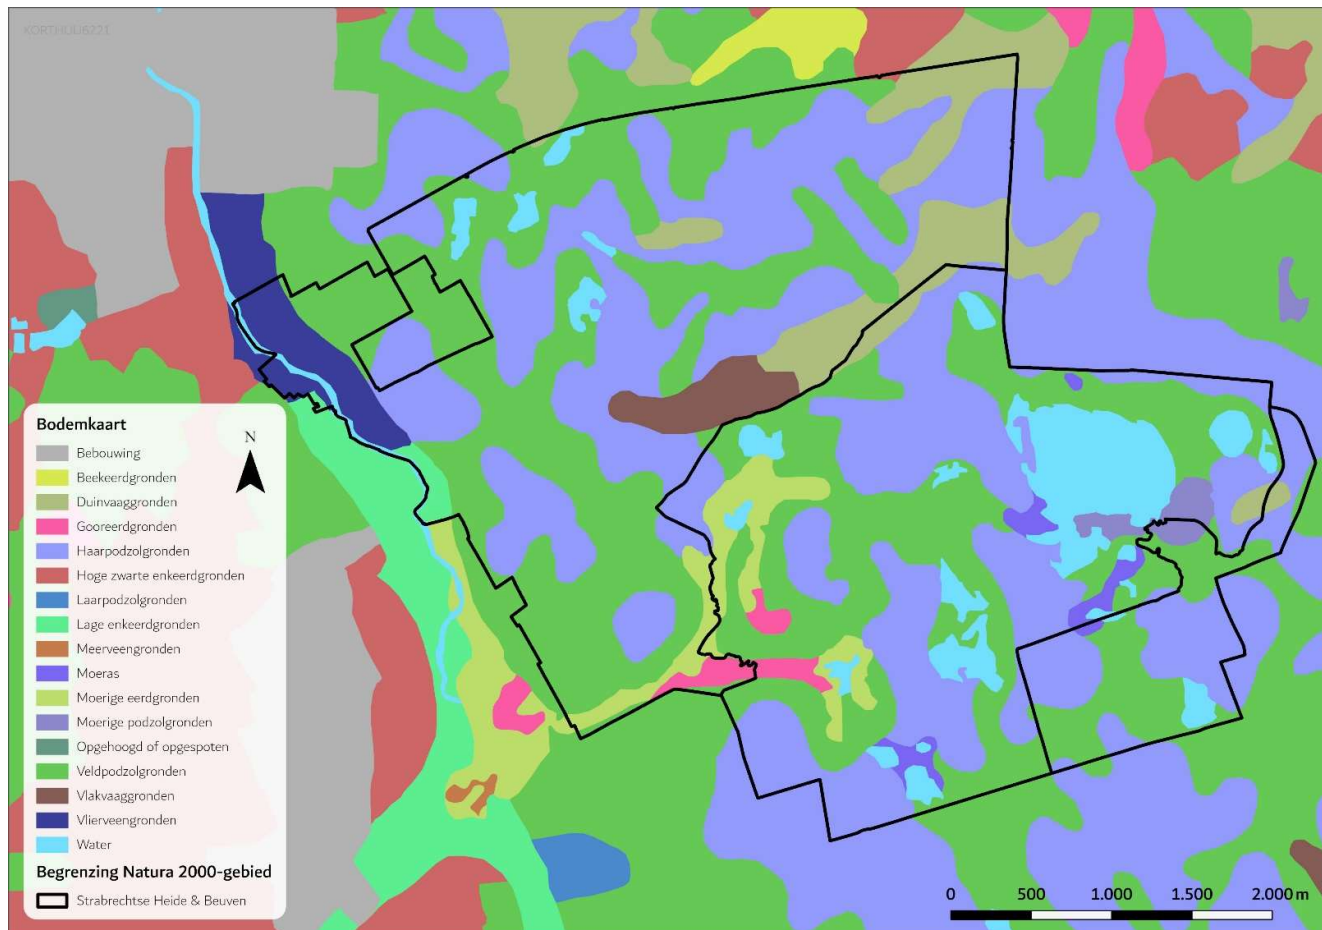 KORTHUIJ6221
Bodemkaart
N
Bebouwing
Beekeerdgronden
Duinvaaggronden
Gooreerdgronden
Haarpodzolgronden
Hoge zwarte enkeerdgronden
Laarpodzolgronden
Lage enkeerdgronden
Meerveengronden
Moeras
Moerige eerdgronden
Moerige podzolgronden
Opgehoogd of opgespoten
Veldpodzolgronden
Vlakvaaggronden
Vlierveengronden
Water
Begrenzing Natura 2000-gebied
Strabrechtse Heide & Beuven
0 500 1.000 1.500 2.000 m